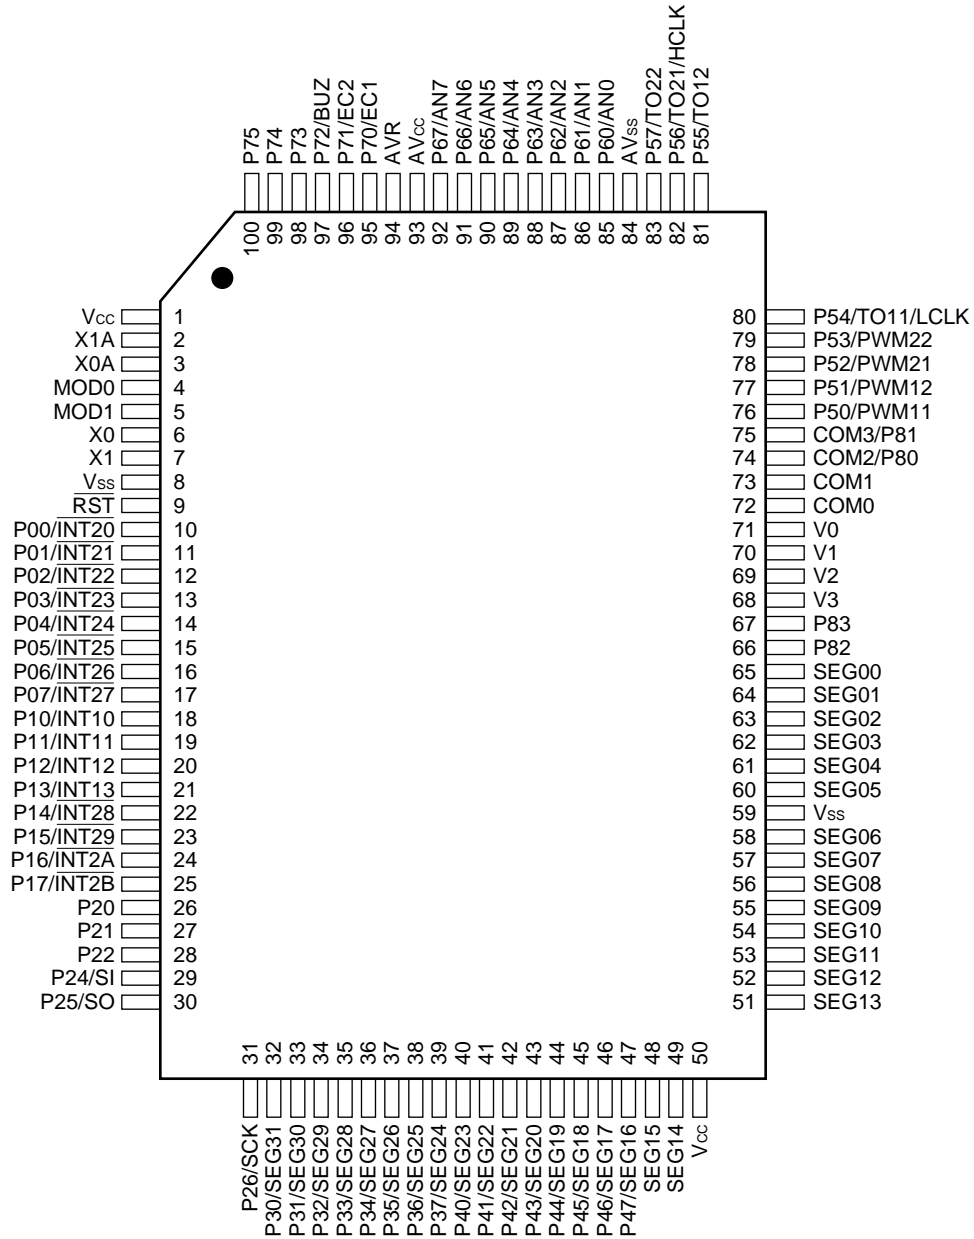 P75
P74
P73
P72/BUZ
P71/EC2
P70/EC1
AVR
AVcc
P67/AN7
P66/AN6
P65/AN5
P64/AN4
P63/AN3
P62/AN2
P61/AN1
P60/AN0
AVss
P57/TO22
P56/TO21/HCLK
P55/TO12
100
99
98
97
96
95
94
93
92
91
90
89
88
87
86
85
84
83
82
81
Vcc 1
X1A 2
X0A 3
MOD0 4
MOD1 5
X0 6
X1 7
Vss 8
RST 9
P00/INT20 10
P01/INT21 11
P02/INT22 12
P03/INT23 13
P04/INT24 14
P05/INT25 15
P06/INT26 16
P07/INT27 17
P10/INT10 18
P11/INT11 19
P12/INT12 20
P13/INT13 21
P14/INT28 22
P15/INT29 23
P16/INT2A 24
P17/INT2B 25
P20 26
P21 27
P22 28
P24/SI 29
P25/SO 30
80 P54/TO11/LCLK
79 P53/PWM22
78 P52/PWM21
77 P51/PWM12
76 P50/PWM11
75 COM3/P81
74 COM2/P80
73 COM1
72 COM0
71 V0
70 V1
69 V2
68 V3
67 P83
66 P82
65 SEG00
64 SEG01
63 SEG02
62 SEG03
61 SEG04
60 SEG05
59 Vss
58 SEG06
57 SEG07
56 SEG08
55 SEG09
54 SEG10
53 SEG11
52 SEG12
51 SEG13
31
32
33
34
35
36
37
38
39
40
41
42
43
44
45
46
47
48
49
50
P26/SCK
P30/SEG31
P31/SEG30
P32/SEG29
P33/SEG28
P34/SEG27
P35/SEG26
P36/SEG25
P37/SEG24
P40/SEG23
P41/SEG22
P42/SEG21
P43/SEG20
P44/SEG19
P45/SEG18
P46/SEG17
P47/SEG16
SEG15
SEG14
Vcc